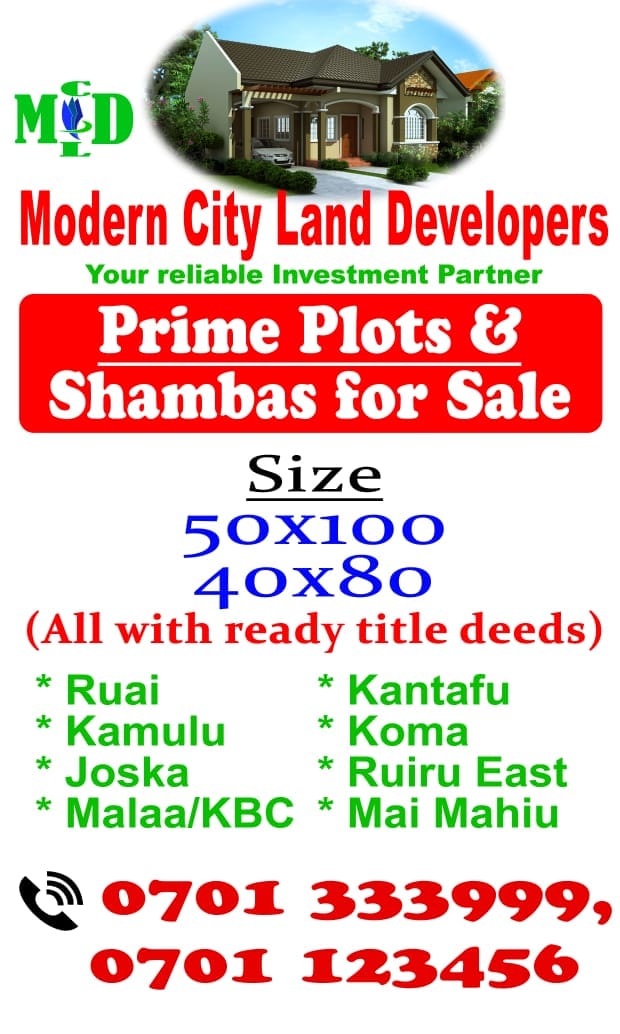 MCDL
Modern City Land Developers
Your reliable Investment Partner
Prime Plots &
Shambas for Sale
Size
50x100
40x80
(All with ready title deeds)
* Ruai
* Kamulu
* Joska
* Malaa/KBC
* Kantafu
* Koma
* Ruiru East
* Mai Mahiu
0701 333999,
0701 123456